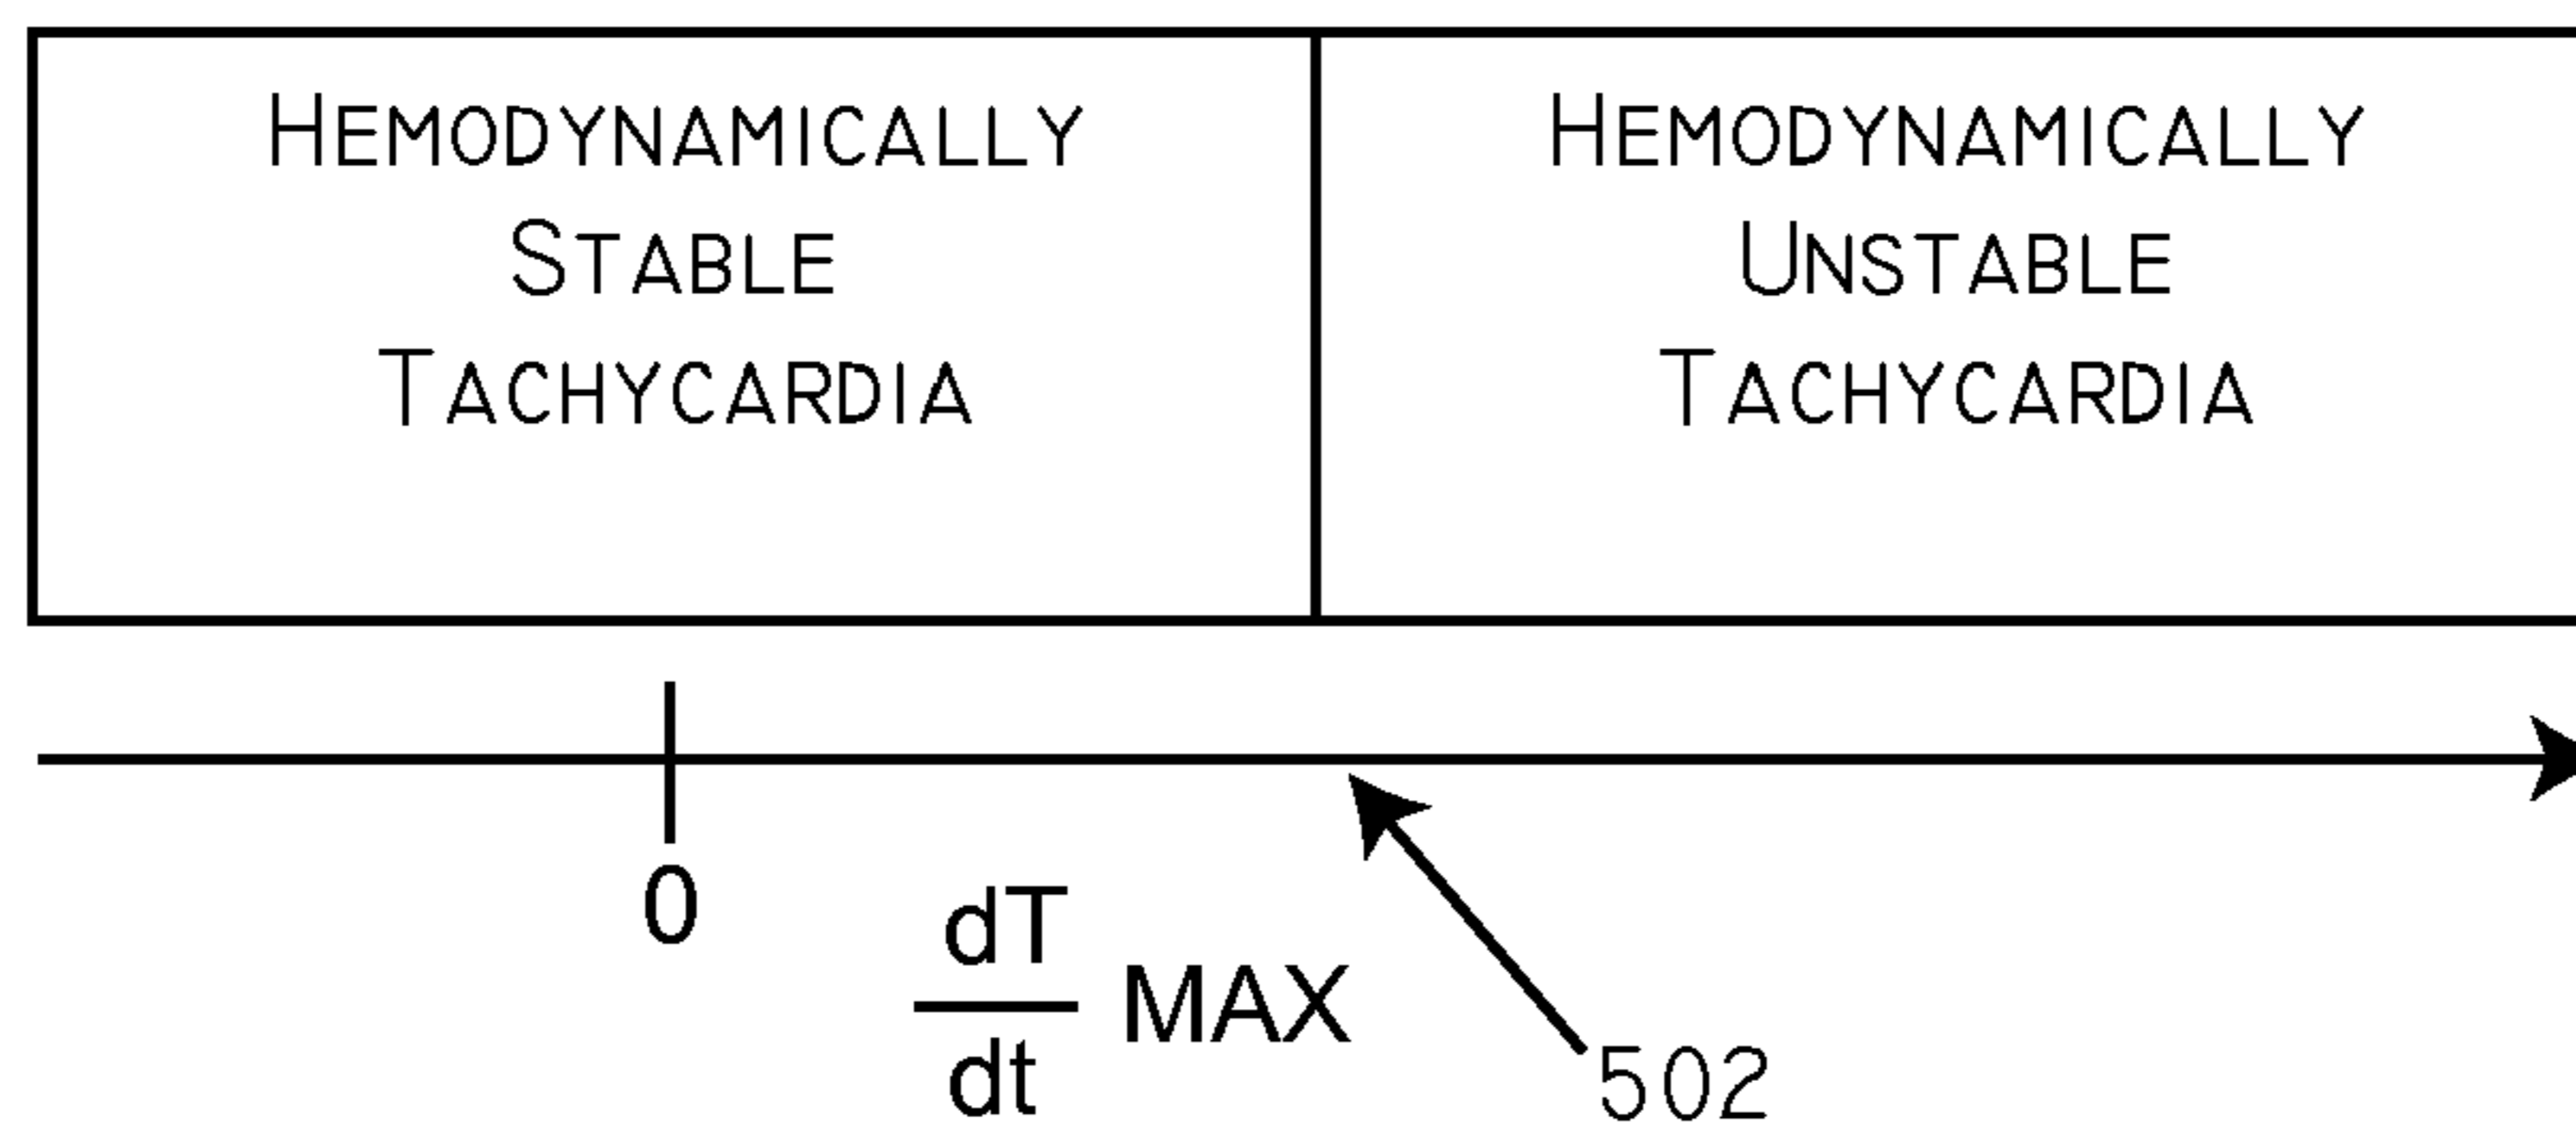 HEMODYNAMICALLY
STABLE
TACHYCARDIA
HEMODYNAMICALLY
UNSTABLE
TACHYCARDIA
0
dT
dt
MAX
502